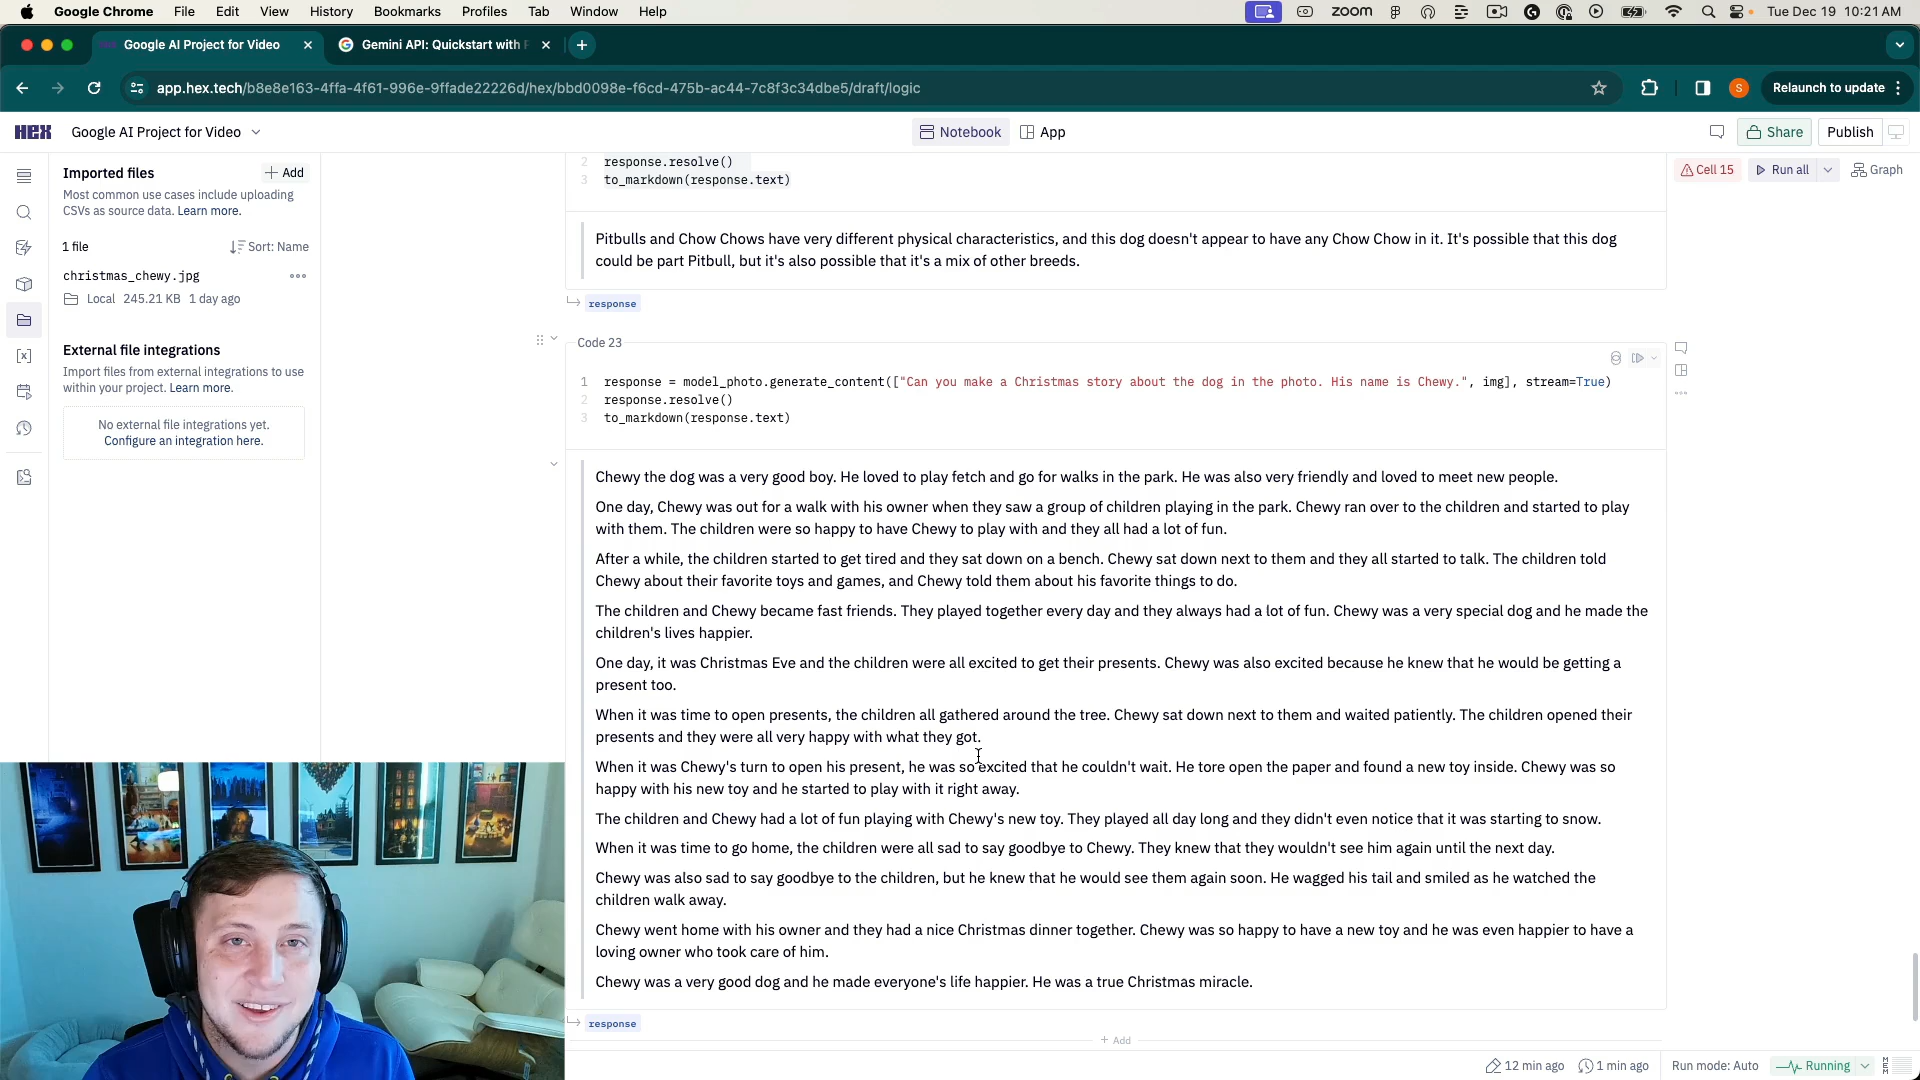 Google Chrome File Edit View History Bookmarks Profiles Tab Window Help zoom Tue Dec 19 10:21 AM
Google AI Project for Video Gemini API: Quickstart with
app.hex.tech/b8e8e163-4ffa-4f61-996e-9ffade22226d/hex/bbd0098e-f6cd-475b-ac44-7c8f3c34dbe5/draft/logic S Relaunch to update
HEX Google AI Project for Video Notebook App Share Publish
Imported files + Add
Most common use cases include uploading
CSVs as source data. Learn more.
1 file Sort: Name
christmas_chewy.jpg
Local 245.21 KB 1 day ago
External file integrations
Import files from external integrations to use
within your project. Learn more.
No external file integrations yet.
Configure an integration here.
Cell 15 Run all Graph
2 response.resolve()
3 to_markdown(response.text)
Pitbulls and Chow Chows have very different physical characteristics, and this dog doesn't appear to have any Chow Chow in it. It's possible that this dog
could be part Pitbull, but it's also possible that it's a mix of other breeds.
response
Code 23
1 response = model_photo.generate_content(["Can you make a Christmas story about the dog in the photo. His name is Chewy.", img], stream=True)
2 response.resolve()
3 to_markdown(response.text)
Chewy the dog was a very good boy. He loved to play fetch and go for walks in the park. He was also very friendly and loved to meet new people.
One day, Chewy was out for a walk with his owner when they saw a group of children playing in the park. Chewy ran over to the children and started to play
with them. The children were so happy to have Chewy to play with and they all had a lot of fun.
After a while, the children started to get tired and they sat down on a bench. Chewy sat down next to them and they all started to talk. The children told
Chewy about their favorite toys and games, and Chewy told them about his favorite things to do.
The children and Chewy became fast friends. They played together every day and they always had a lot of fun. Chewy was a very special dog and he made the
children's lives happier.
One day, it was Christmas Eve and the children were all excited to get their presents. Chewy was also excited because he knew that he would be getting a
present too.
When it was time to open presents, the children all gathered around the tree. Chewy sat down next to them and waited patiently. The children opened their
presents and they were all very happy with what they got.
When it was Chewy's turn to open his present, he was so excited that he couldn't wait. He tore open the paper and found a new toy inside. Chewy was so
happy with his new toy and he started to play with it right away.
The children and Chewy had a lot of fun playing with Chewy's new toy. They played all day long and they didn't even notice that it was starting to snow.
When it was time to go home, the children were all sad to say goodbye to Chewy. They knew that they wouldn't see him again until the next day.
Chewy was also sad to say goodbye to the children, but he knew that he would see them again soon. He wagged his tail and smiled as he watched the
children walk away.
Chewy went home with his owner and they had a nice Christmas dinner together. Chewy was so happy to have a new toy and he was even happier to have a
loving owner who took care of him.
Chewy was a very good dog and he made everyone's life happier. He was a true Christmas miracle.
response
+ Add
12 min ago 1 min ago Run mode: Auto Running MEM